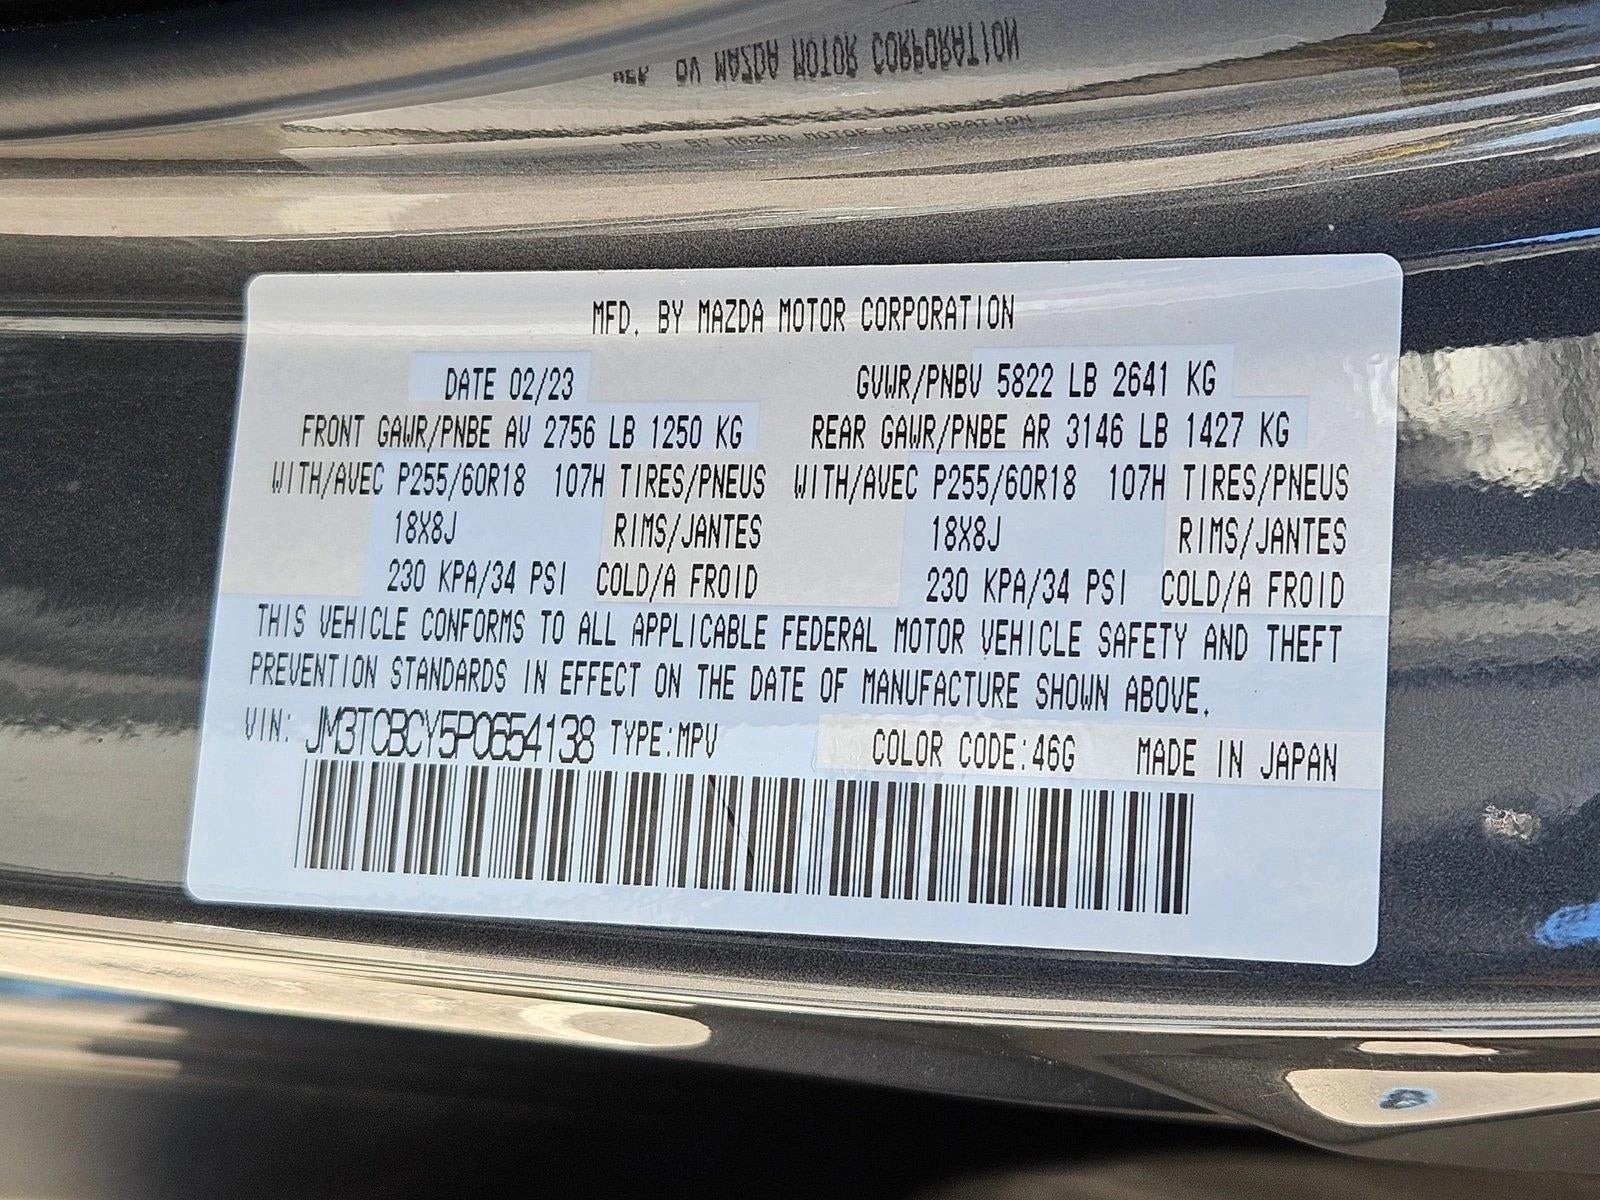 MFD. BY MAZDA MOTOR CORPORATION
DATE 02/23 GVWR/PNBV 5822 LB 2641 KG
FRONT GAWR/PNBE AV 2756 LB 1250 KG REAR GAWR/PNBE AR 3146 LB 1427 KG
WITH/AVEC P255/60R18 107H TIRES/PNEUS WITH/AVEC P255/60R18 107H TIRES/PNEUS
18X8J RIMS/JANTES 18X8J RIMS/JANTES
230 KPA/34 PSI COLD/A FROID 230 KPA/34 PSI COLD/A FROID
THIS VEHICLE CONFORMS TO ALL APPLICABLE FEDERAL MOTOR VEHICLE SAFETY AND THEFT
PREVENTION STANDARDS IN EFFECT ON THE DATE OF MANUFACTURE SHOWN ABOVE.
VIN: JM3TCBCY5P0654138 TYPE:MPV COLOR CODE:46G MADE IN JAPAN